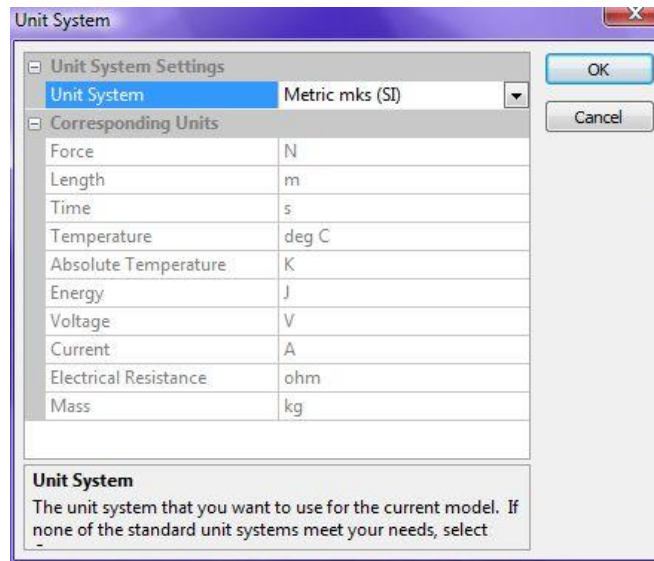 Unit System
Unit System Settings
Unit System Metric mks (SI)
Corresponding Units
Force N
Length m
Time s
Temperature deg C
Absolute Temperature K
Energy J
Voltage V
Current A
Electrical Resistance ohm
Mass kg
OK
Cancel
Unit System
The unit system that you want to use for the current model. If
none of the standard unit systems meet your needs, select